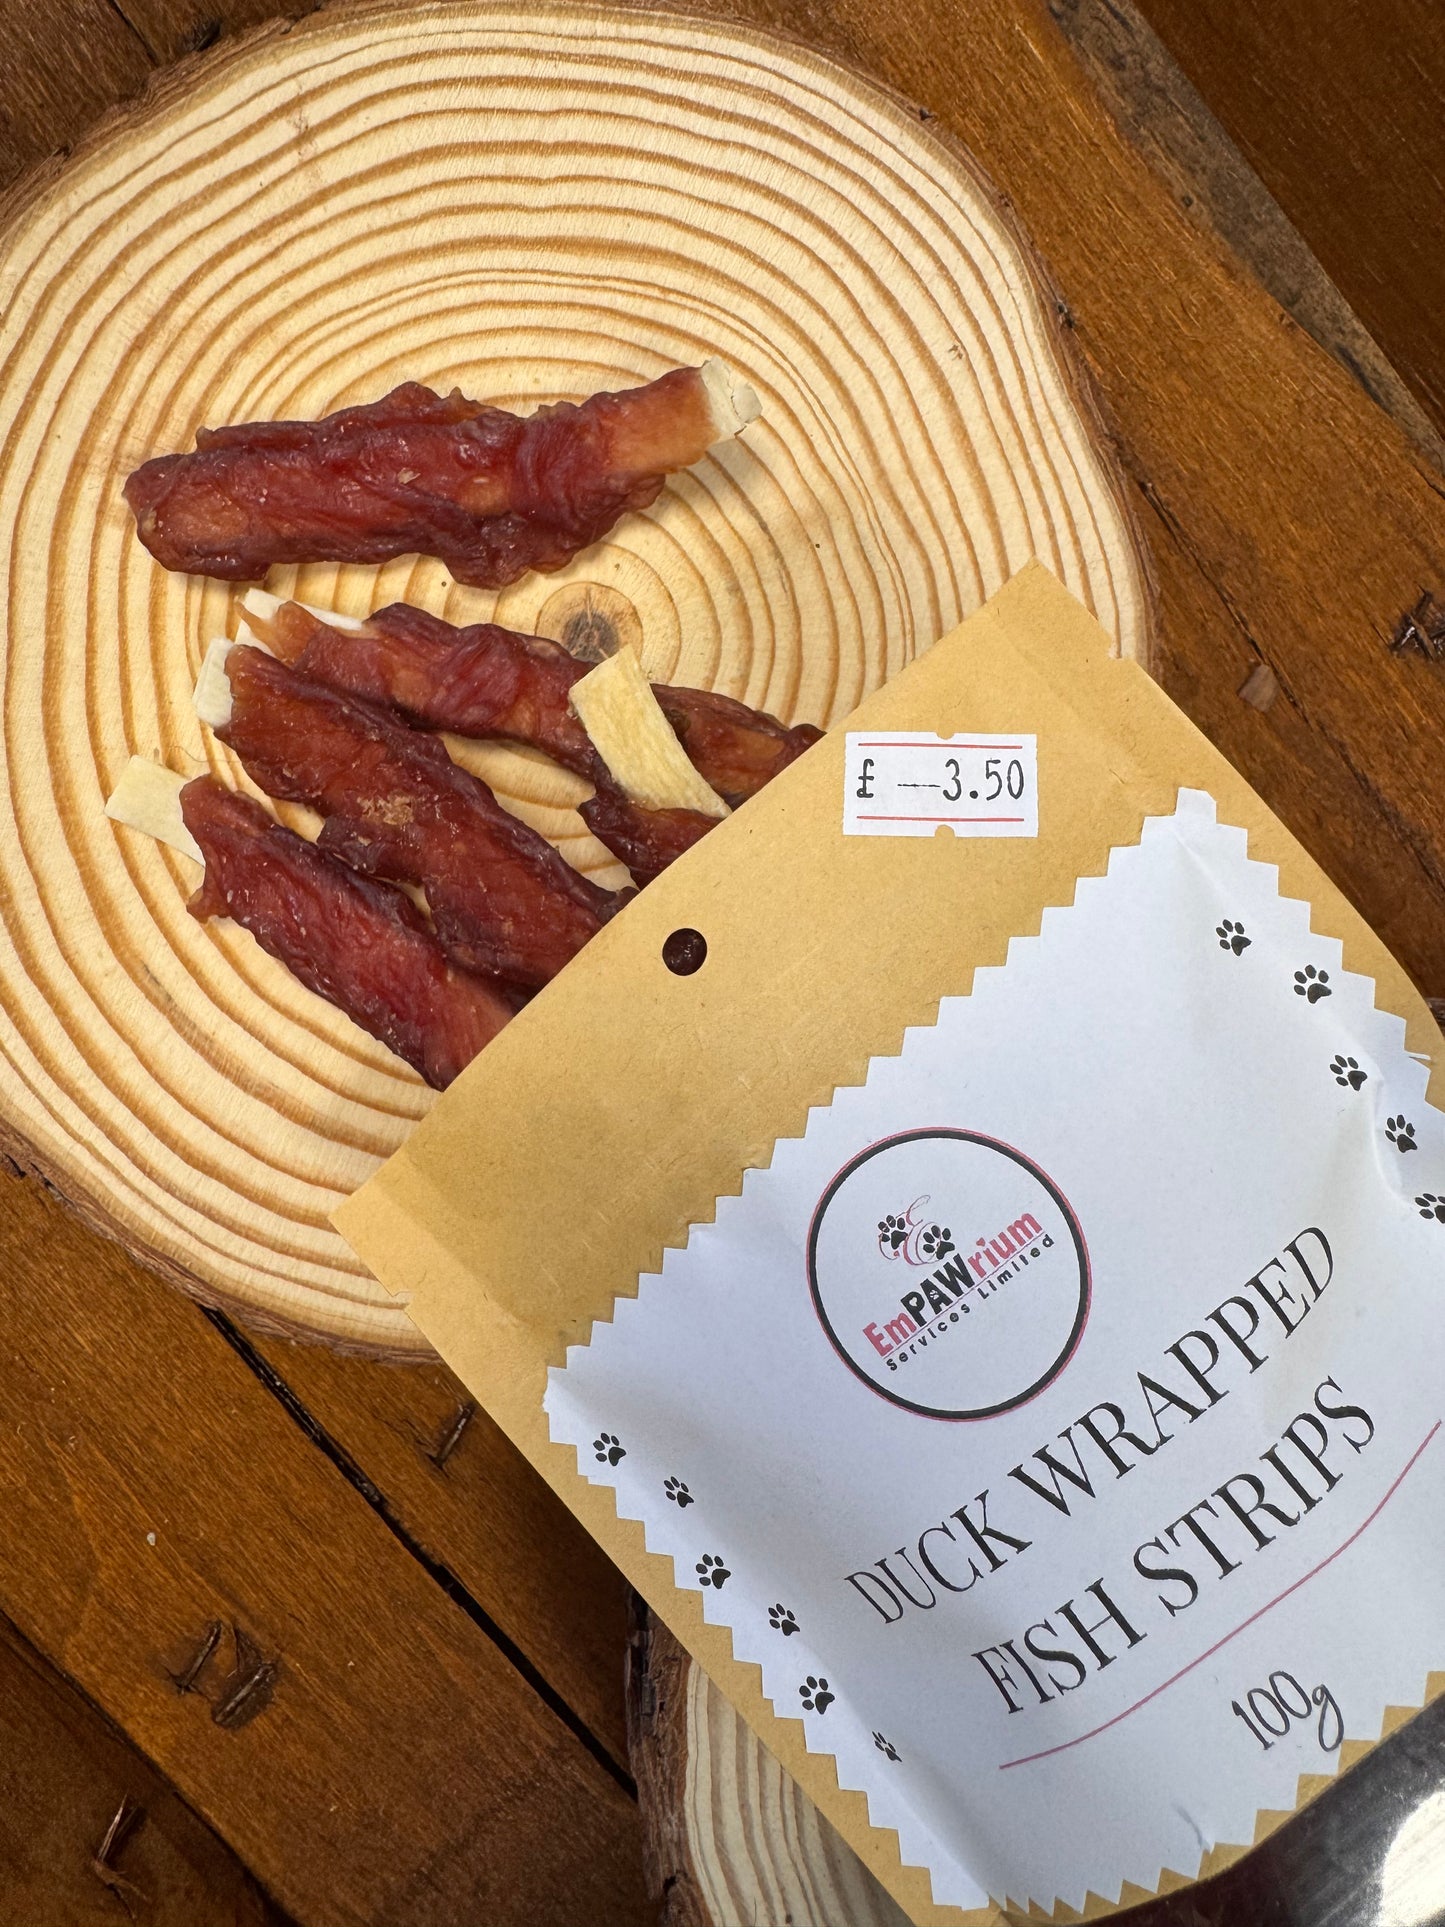 £ —3.50
EmPAWrium
Services Limited
DUCK WRAPPED
FISH STRIPS
100g